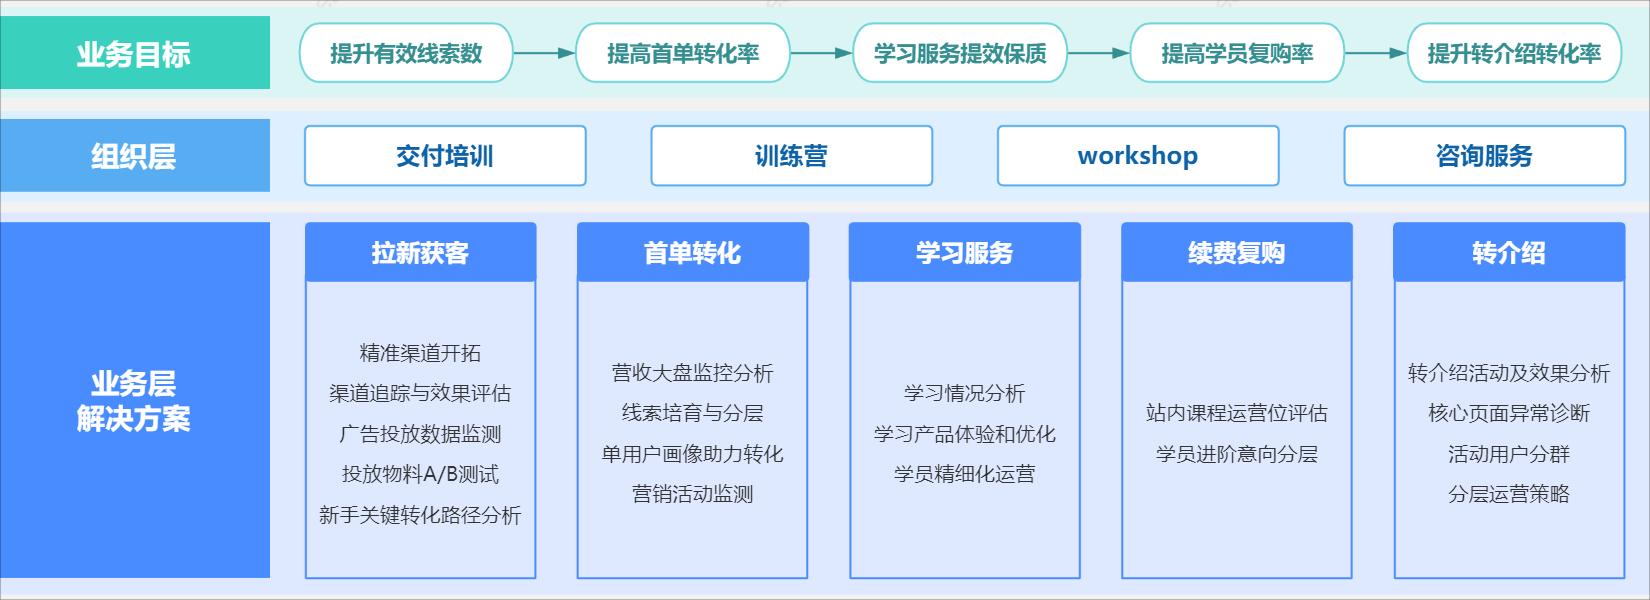 业务目标
提升有效线索数
提高首单转化率
学习服务提效保质
提高学员复购率
提升转介绍转化率
组织层
交付培训
训练营
workshop
咨询服务
业务层
解决方案
拉新获客
精准渠道开拓
渠道追踪与效果评估
广告投放数据监测
投放物料A/B测试
新手关键转化路径分析
首单转化
营收大盘监控分析
线索培育与分层
单用户画像助力转化
营销活动监测
学习服务
学习情况分析
学习产品体验和优化
学员精细化运营
续费复购
站内课程运营位评估
学员进阶意向分层
转介绍
转介绍活动及效果分析
核心页面异常诊断
活动用户分群
分层运营策略